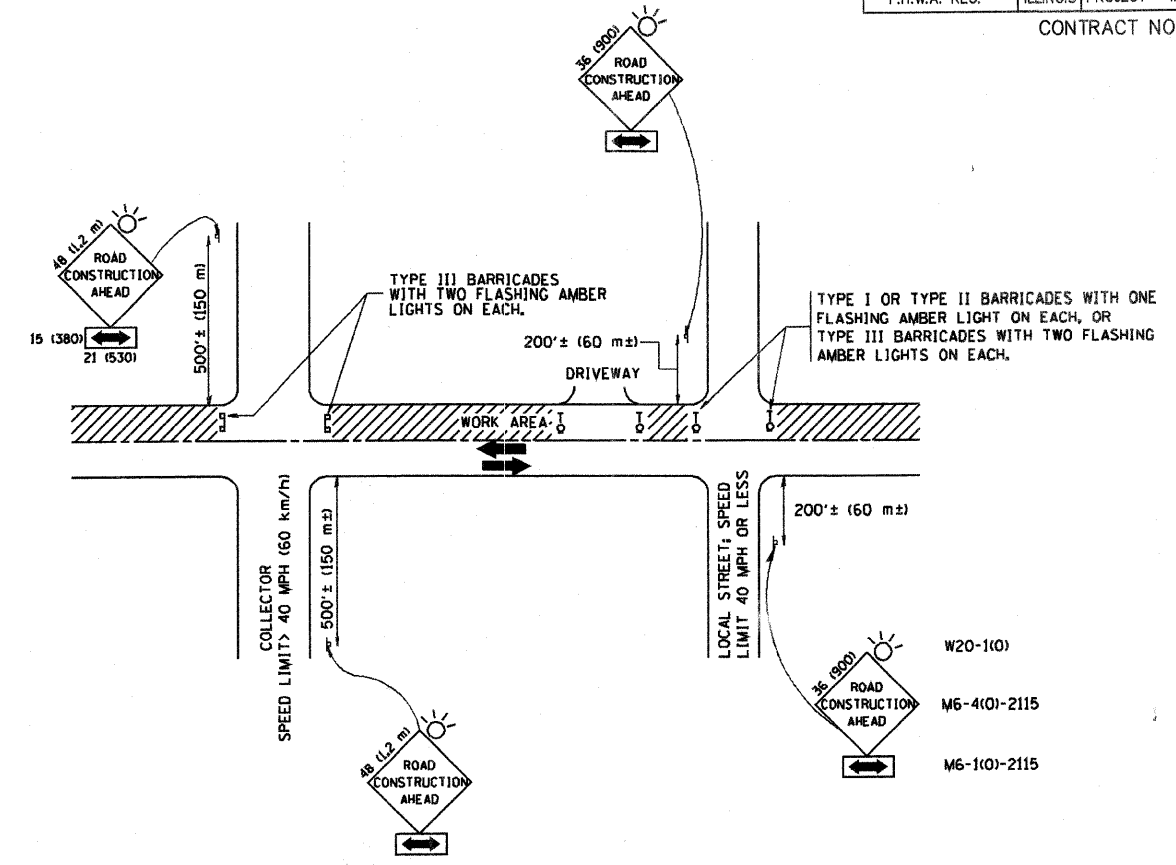 F.H.W.A. REG.
ILLINOIS
PROJECT
CONTRACT NO
36 (900)
ROAD
CONSTRUCTION
AHEAD
48 (1.2 m)
ROAD
CONSTRUCTION
AHEAD
15 (380)
21 (530)
500'± (150 m)
TYPE III BARRICADES
WITH TWO FLASHING AMBER
LIGHTS ON EACH.
200'± (60 m±)
DRIVEWAY
TYPE I OR TYPE II BARRICADES WITH ONE
FLASHING AMBER LIGHT ON EACH, OR
TYPE III BARRICADES WITH TWO FLASHING
AMBER LIGHTS ON EACH.
WORK AREA
COLLECTOR
SPEED LIMIT> 40 MPH (60 km/h)
500'± (150 m±)
LOCAL STREET; SPEED
LIMIT 40 MPH OR LESS
200'± (60 m±)
48 (1.2 m)
ROAD
CONSTRUCTION
AHEAD
36 (900)
ROAD
CONSTRUCTION
AHEAD
W20-1(O)
M6-4(O)-2115
M6-1(O)-2115